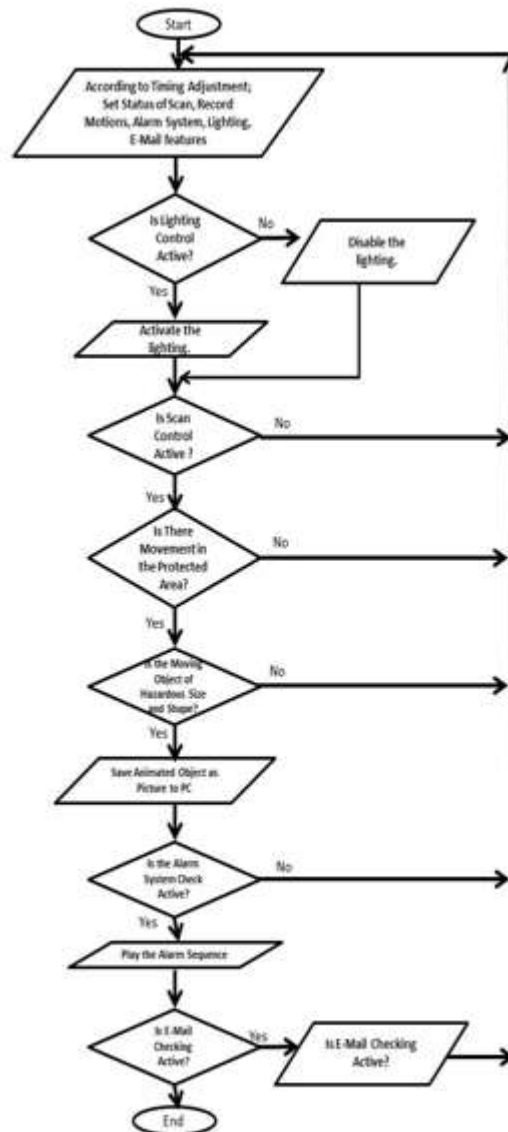 Start
According to Timing Adjustment;
Set Status of Scan, Record
Motions, Alarm System, Lighting,
E-Mail features
Is Lighting
Control
Active?
No
Disable the
lighting.
Yes
Activate the
lighting.
Is Scan
Control
Active ?
No
Yes
Is There
Movement in
the Protected
Area?
No
Yes
Is the Moving
Object of
Hazardous Size
and Shape?
No
Yes
Save Animated Object as
Picture to PC
Is the Alarm
System Check
Active?
No
Yes
Play the Alarm Sequence
Is E-Mail
Checking
Active?
Yes
Is E-Mail Checking
Active?
End